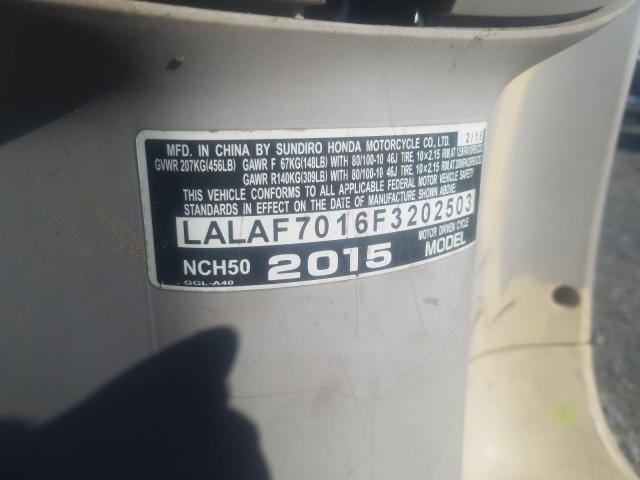 MFD. IN CHINA BY SUNDIRO HONDA MOTORCYCLE CO., LTD. 2/15
GVWR 207KG(456LB) GAWR F 67KG(148LB) WITH 80/100-10 46J TIRE, 10×2.15 RIM, AT
GAWR R140KG(309LB) WITH 80/100-10 46J TIRE, 10×2.15 RIM, AT
THIS VEHICLE CONFORMS TO ALL APPLICABLE FEDERAL MOTOR VEHICLE SAFETY
STANDARDS IN EFFECT ON THE DATE OF MANUFACTURE SHOWN ABOVE.
LALAF7016F3202503
NCH50 2015 MOTOR DRIVEN CYCLE
MODEL
GGL-A40